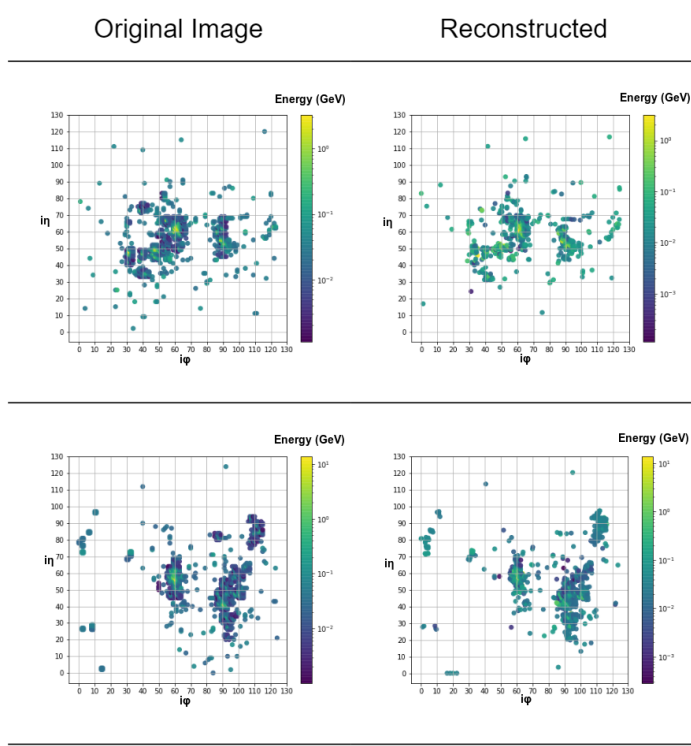 Original Image Reconstructed
Energy (GeV) Energy (GeV)
130 130
120 120
110 110
100 10⁰ 100 10⁰
90 90
80 80
70 10⁻¹ 70 10⁻¹
iη 60 iη 60
50 50 10⁻²
40 40
30 10⁻² 30
20 20 10⁻³
10 10
0 0
0 10 20 30 40 50 60 70 80 90 100 110 120 130 0 10 20 30 40 50 60 70 80 90 100 110 120 130
iφ iφ
Energy (GeV) Energy (GeV)
130 10¹ 130 10¹
120 120
110 110
100 10⁰ 100 10⁰
90 90
80 80
70 70
iη 60 10⁻¹ iη 60 10⁻¹
50 50
40 40 10⁻²
30 10⁻² 30
20 20
10 10 10⁻³
0 0
0 10 20 30 40 50 60 70 80 90 100 110 120 130 0 10 20 30 40 50 60 70 80 90 100 110 120 130
iφ iφ